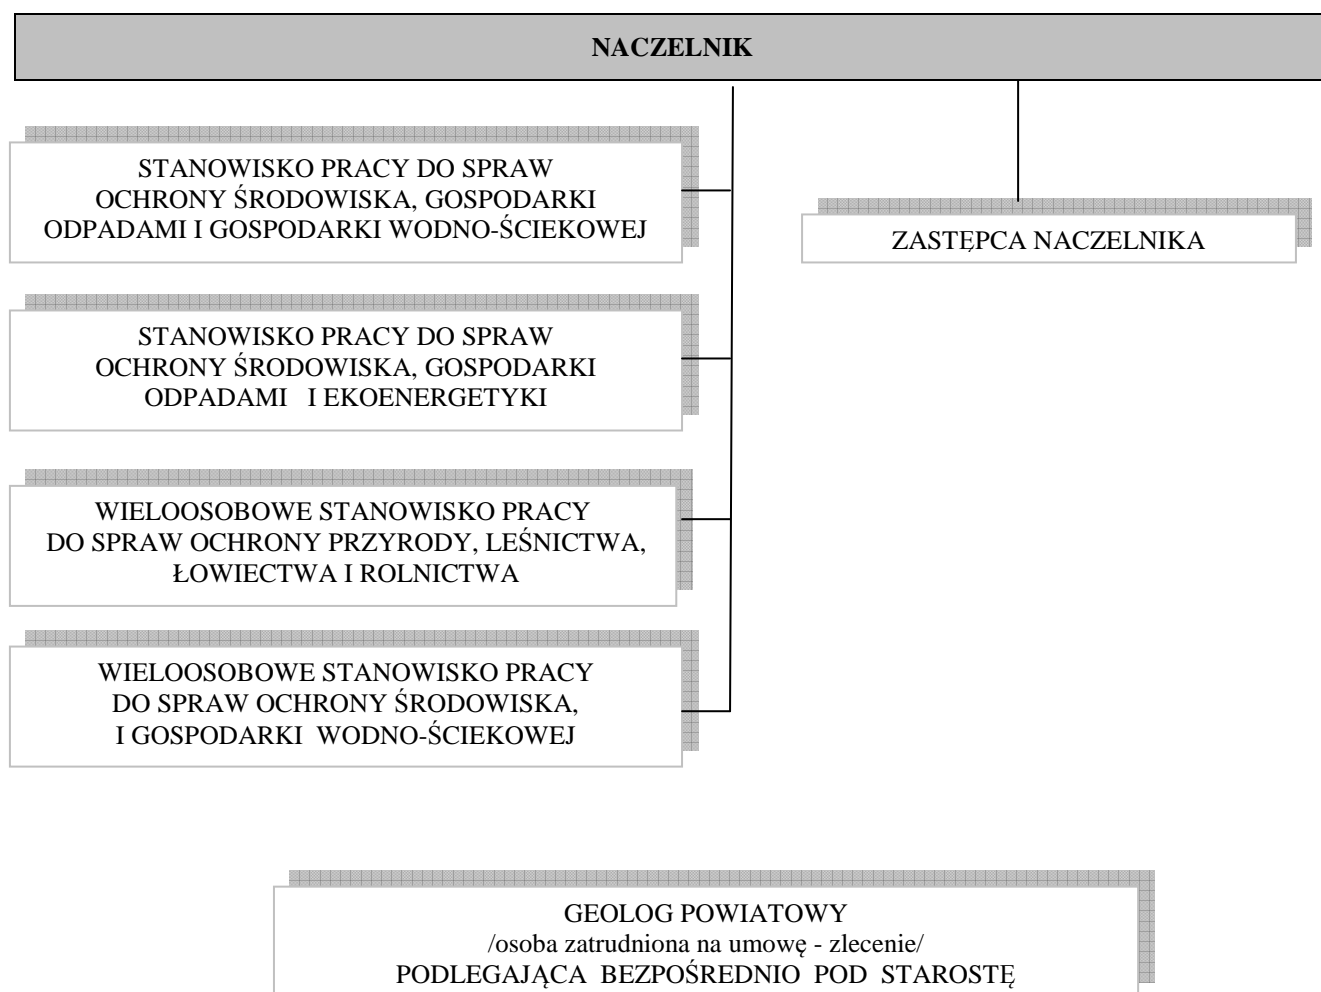 NACZELNIK
STANOWISKO PRACY DO SPRAW
OCHRONY ŚRODOWISKA, GOSPODARKI
ODPADAMI I GOSPODARKI WODNO-ŚCIEKOWEJ
ZASTĘPCA NACZELNIKA
STANOWISKO PRACY DO SPRAW
OCHRONY ŚRODOWISKA, GOSPODARKI
ODPADAMI I EKOENERGETYKI
WIELOOSOBOWE STANOWISKO PRACY
DO SPRAW OCHRONY PRZYRODY, LEŚNICTWA,
ŁOWIECTWA I ROLNICTWA
WIELOOSOBOWE STANOWISKO PRACY
DO SPRAW OCHRONY ŚRODOWISKA,
I GOSPODARKI WODNO-ŚCIEKOWEJ
GEOLOG POWIATOWY
/osoba zatrudniona na umowę - zlecenie/
PODLEGAJĄCA BEZPOŚREDNIO POD STAROSTĘ